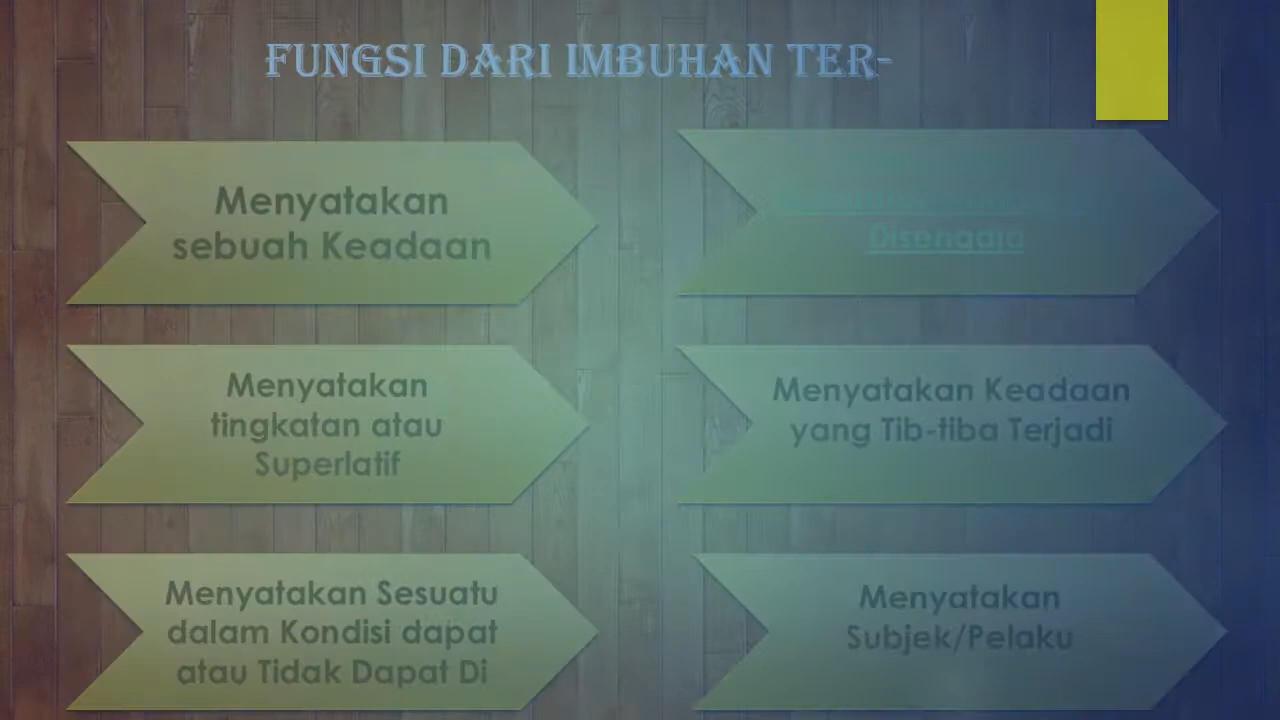 FUNGSI DARI IMBUHAN TER-
Menyatakan
sebuah Keadaan
Disengaja
Menyatakan
tingkatan atau
Superlatif
Menyatakan Keadaan
yang Tib-tiba Terjadi
Menyatakan Sesuatu
dalam Kondisi dapat
atau Tidak Dapat Di
Menyatakan
Subjek/Pelaku